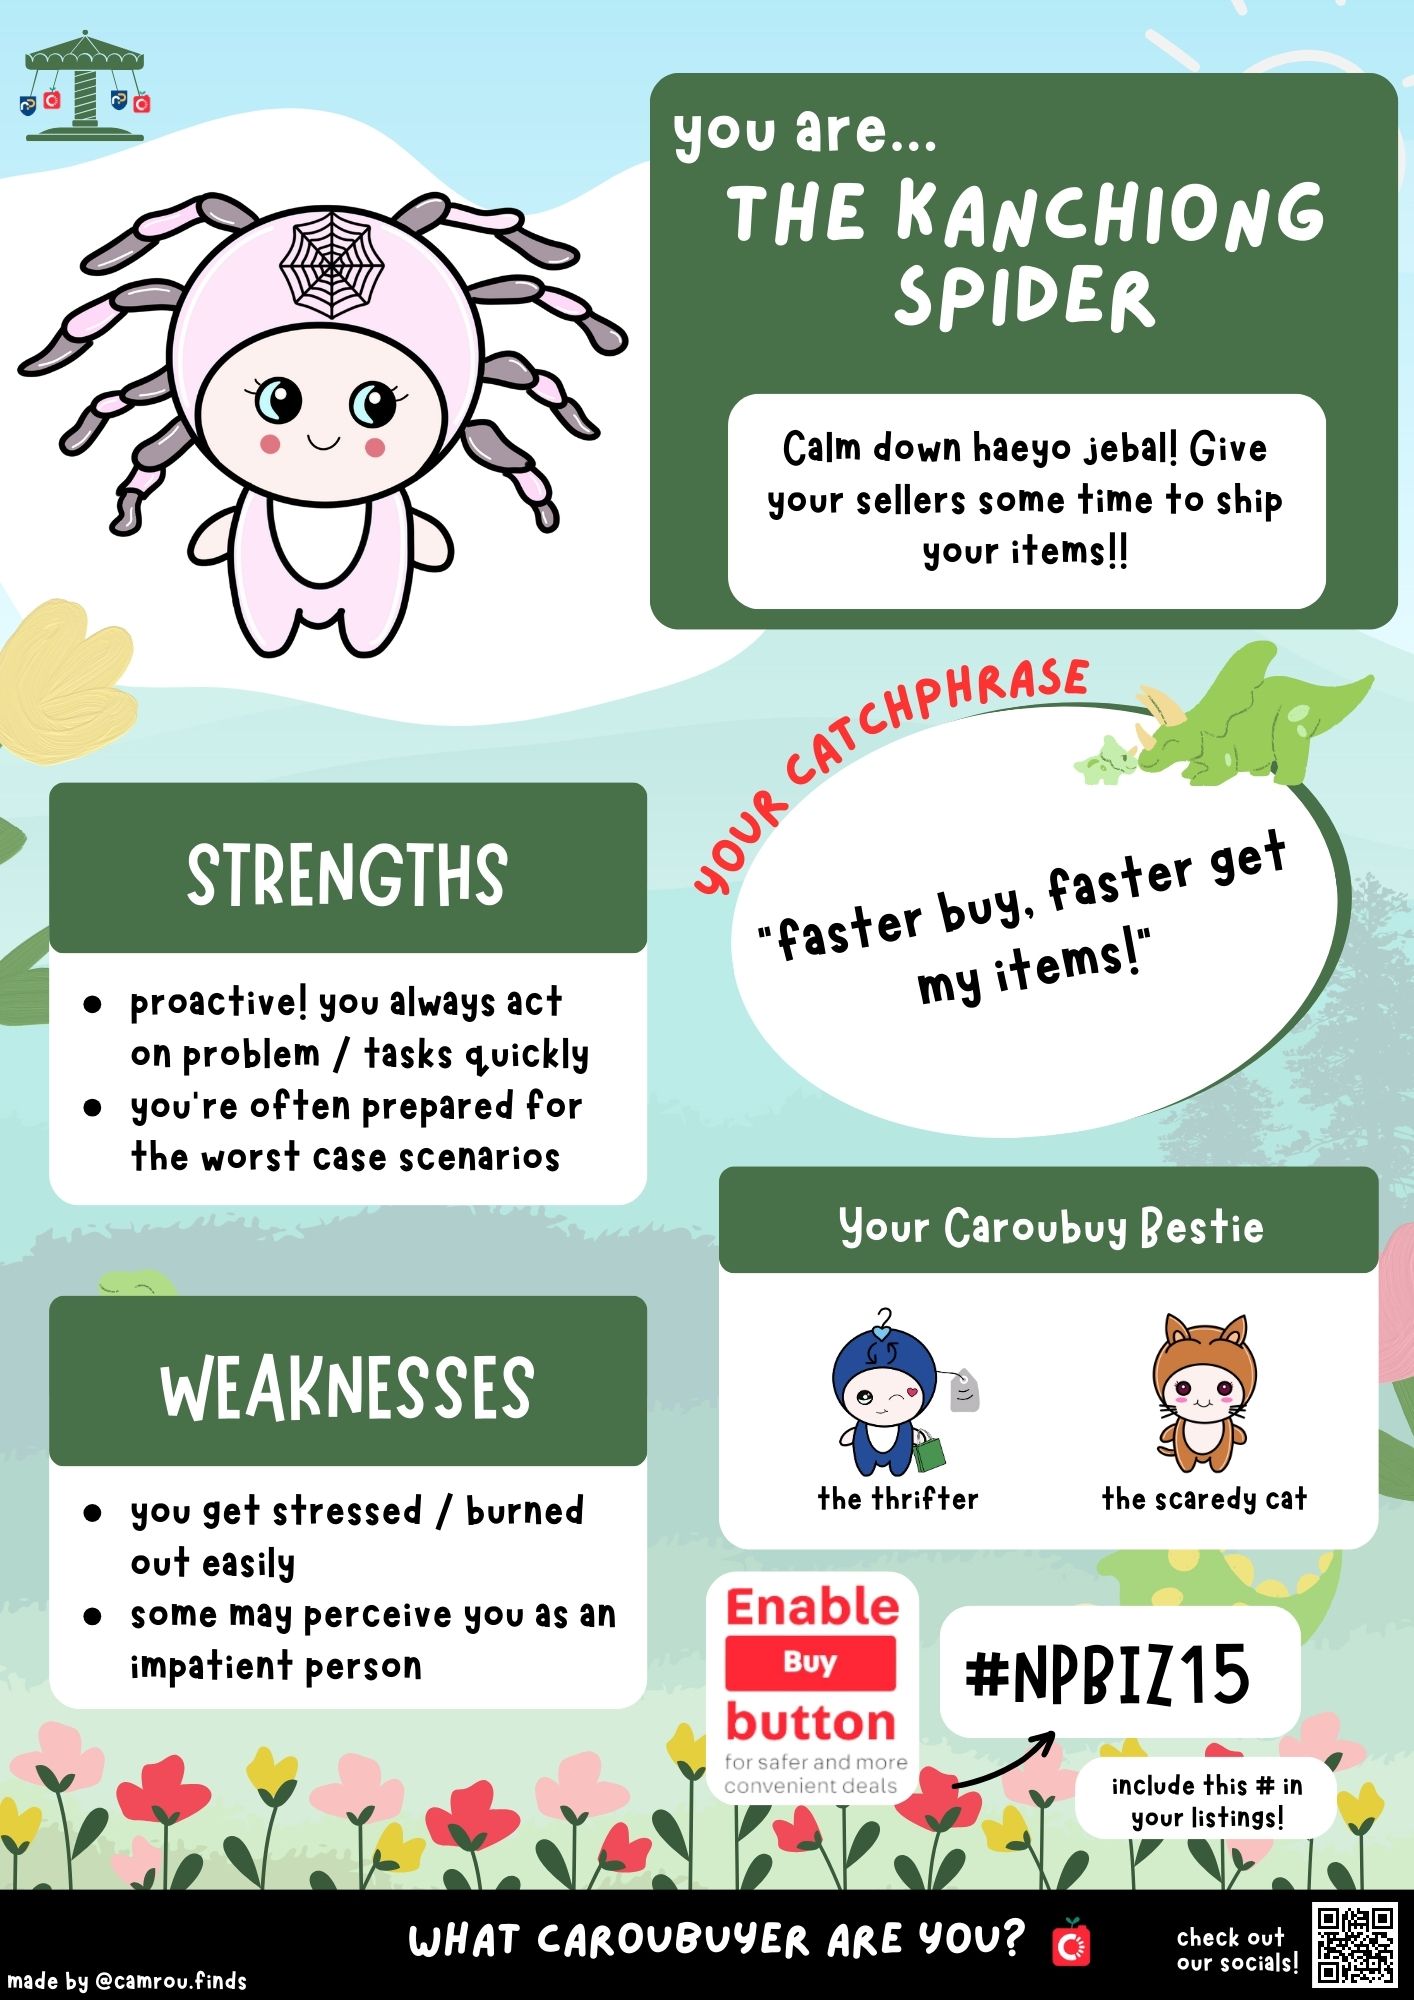 you are...
THE KANCHIONG
SPIDER
Calm down haeyo jebal! Give
your sellers some time to ship
your items!!
YOUR CATCHPHRASE
"faster buy, faster get
my items!"
STRENGTHS
proactive! you always act
on problem / tasks quickly
you're often prepared for
the worst case scenarios
Your Caroubuy Bestie
the thrifter
the scaredy cat
WEAKNESSES
you get stressed / burned
out easily
some may perceive you as an
impatient person
Enable
Buy
button
for safer and more
convenient deals
#NPBIZ15
include this # in
your listings!
WHAT CAROUBUYER ARE YOU?
check out
our socials!
made by @camrou.finds